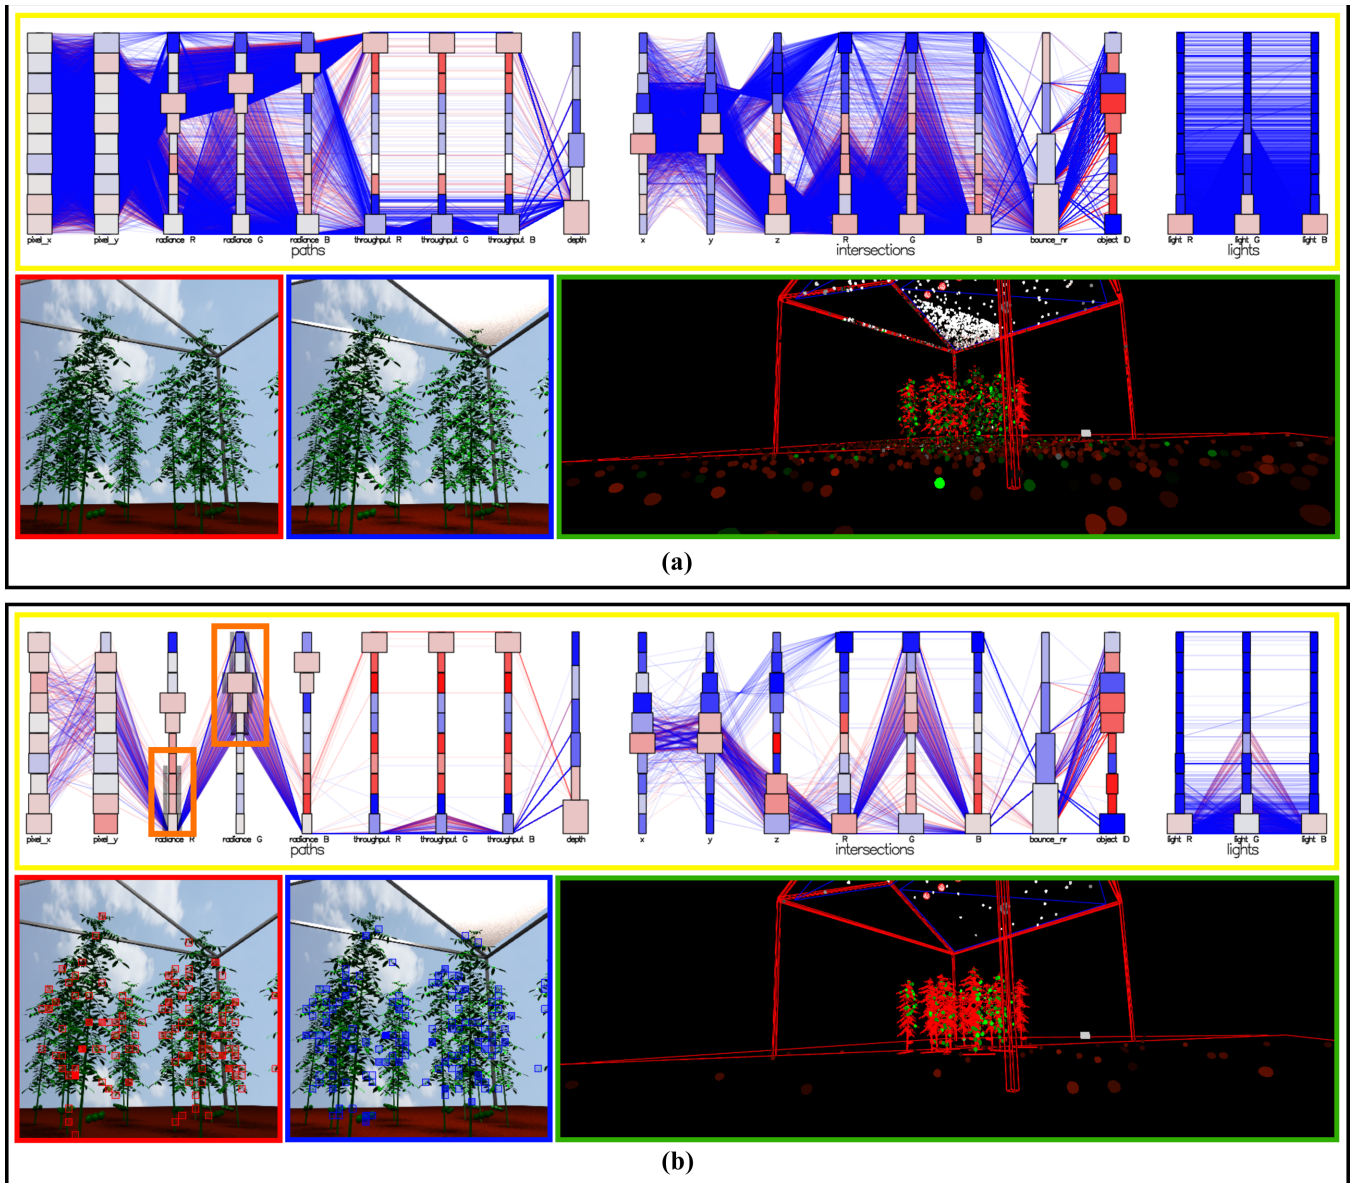 pixel_x pixel_y radiance R radiance G radiance B throughput R throughput G throughput B depth x y z R G B bounce_nr object ID light R light G light B
paths intersections lights
(a)
pixel_x pixel_y radiance R radiance G radiance B throughput R throughput G throughput B depth x y z R G B bounce_nr object ID light R light G light B
paths intersections lights
(b)